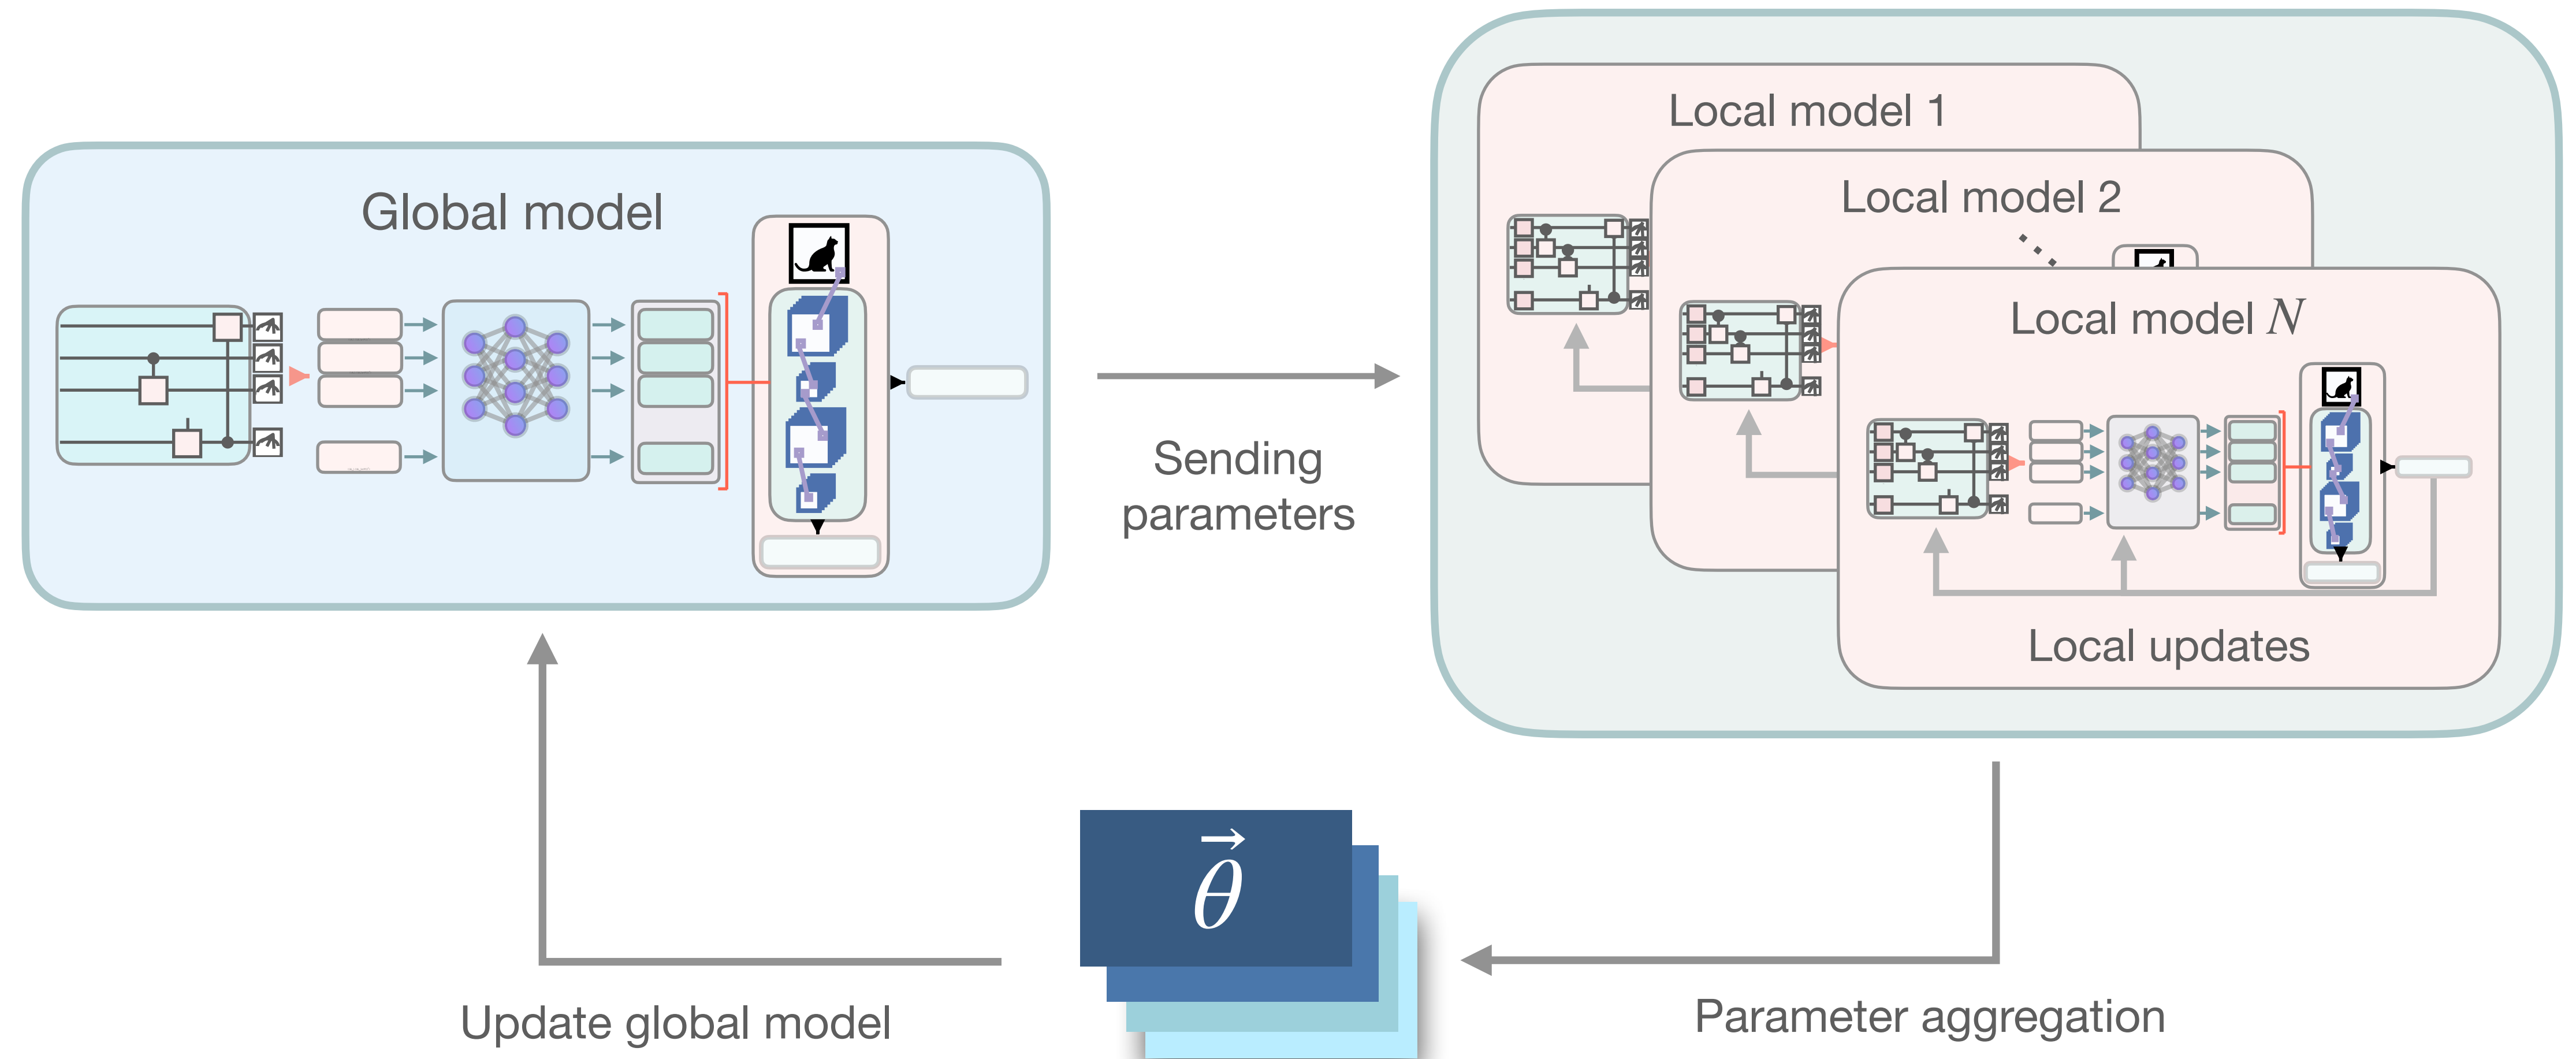 Global model
Local model 1
Local model 2
Local model N
Local updates
Sending
parameters
θ⃗
Update global model
Parameter aggregation